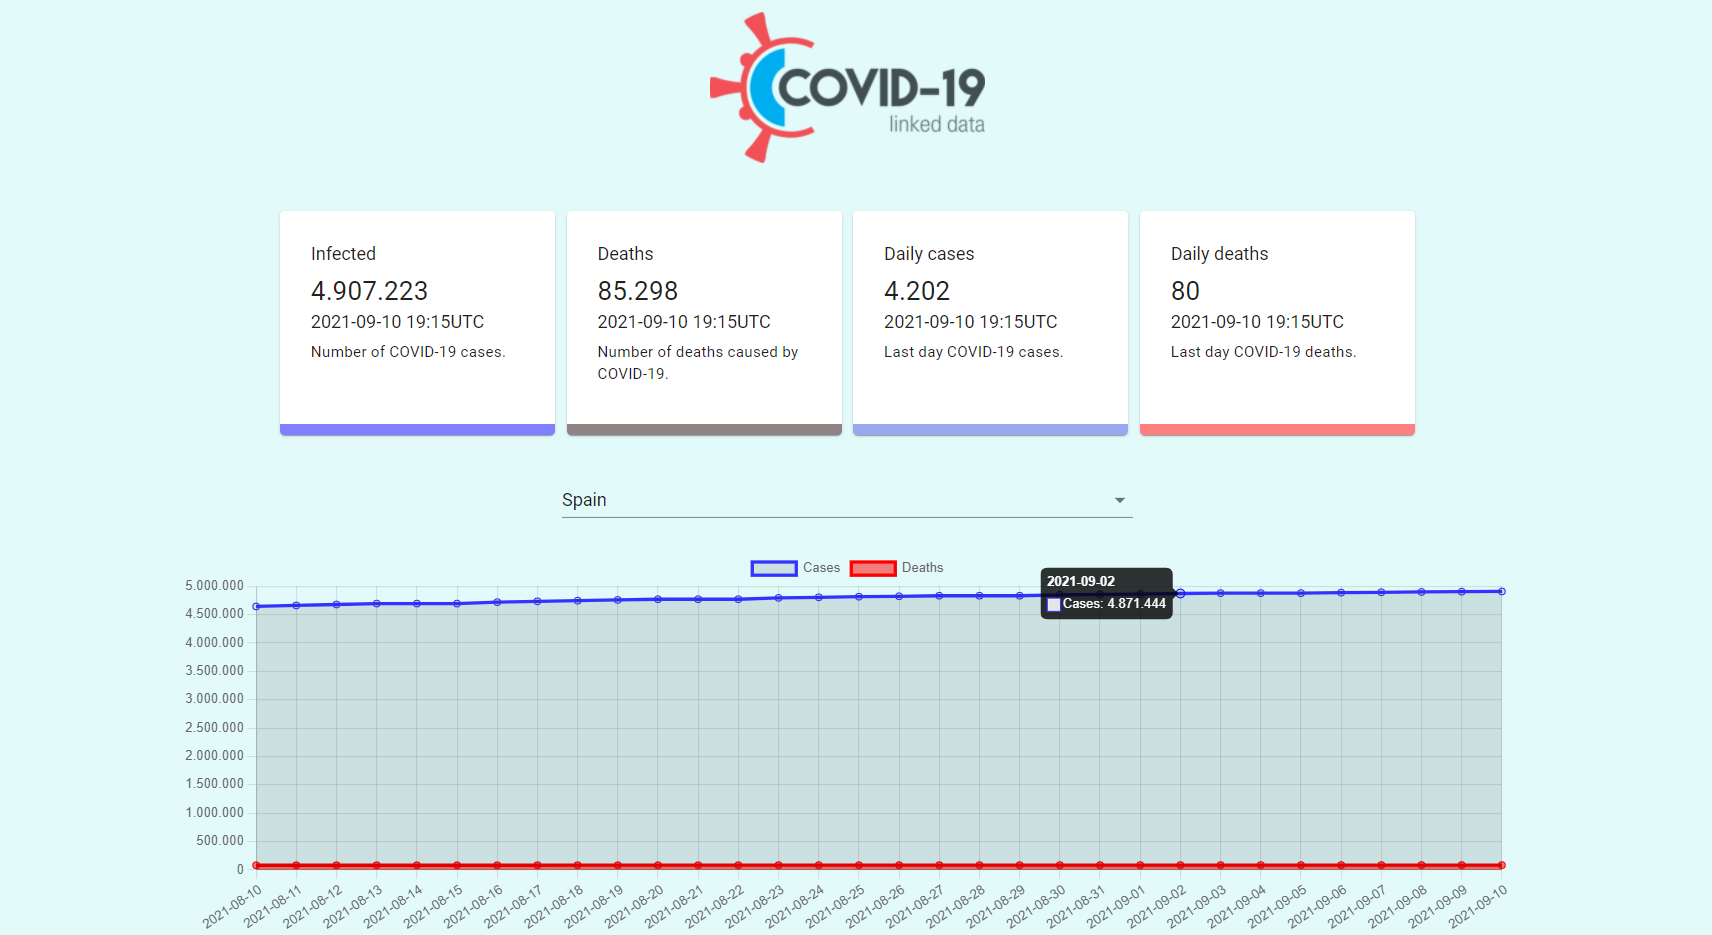 COVID-19
linked data
Infected
4.907.223
2021-09-10 19:15UTC
Number of COVID-19 cases.
Deaths
85.298
2021-09-10 19:15UTC
Number of deaths caused by
COVID-19.
Daily cases
4.202
2021-09-10 19:15UTC
Last day COVID-19 cases.
Daily deaths
80
2021-09-10 19:15UTC
Last day COVID-19 deaths.
Spain
Cases Deaths
2021-09-02
Cases: 4.871.444
5.000.000
4.500.000
4.000.000
3.500.000
3.000.000
2.500.000
2.000.000
1.500.000
1.000.000
500.000
0
2021-08-10
2021-08-11
2021-08-12
2021-08-13
2021-08-14
2021-08-15
2021-08-16
2021-08-17
2021-08-18
2021-08-19
2021-08-20
2021-08-21
2021-08-22
2021-08-23
2021-08-24
2021-08-25
2021-08-26
2021-08-27
2021-08-28
2021-08-29
2021-08-30
2021-08-31
2021-09-01
2021-09-02
2021-09-03
2021-09-04
2021-09-05
2021-09-06
2021-09-07
2021-09-08
2021-09-09
2021-09-10